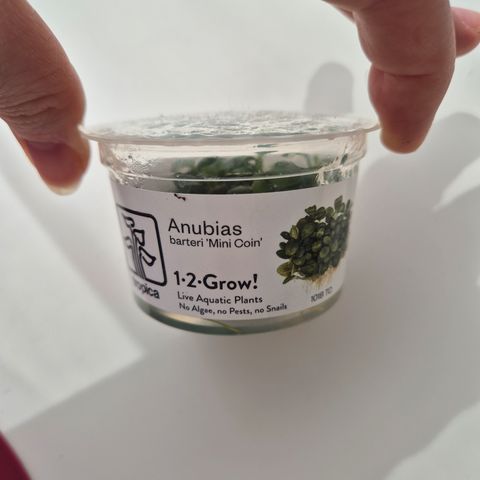 Anubias
barteri 'Mini Coin'
1·2·Grow!
Live Aquatic Plants
No Algae, no Pests, no Snails